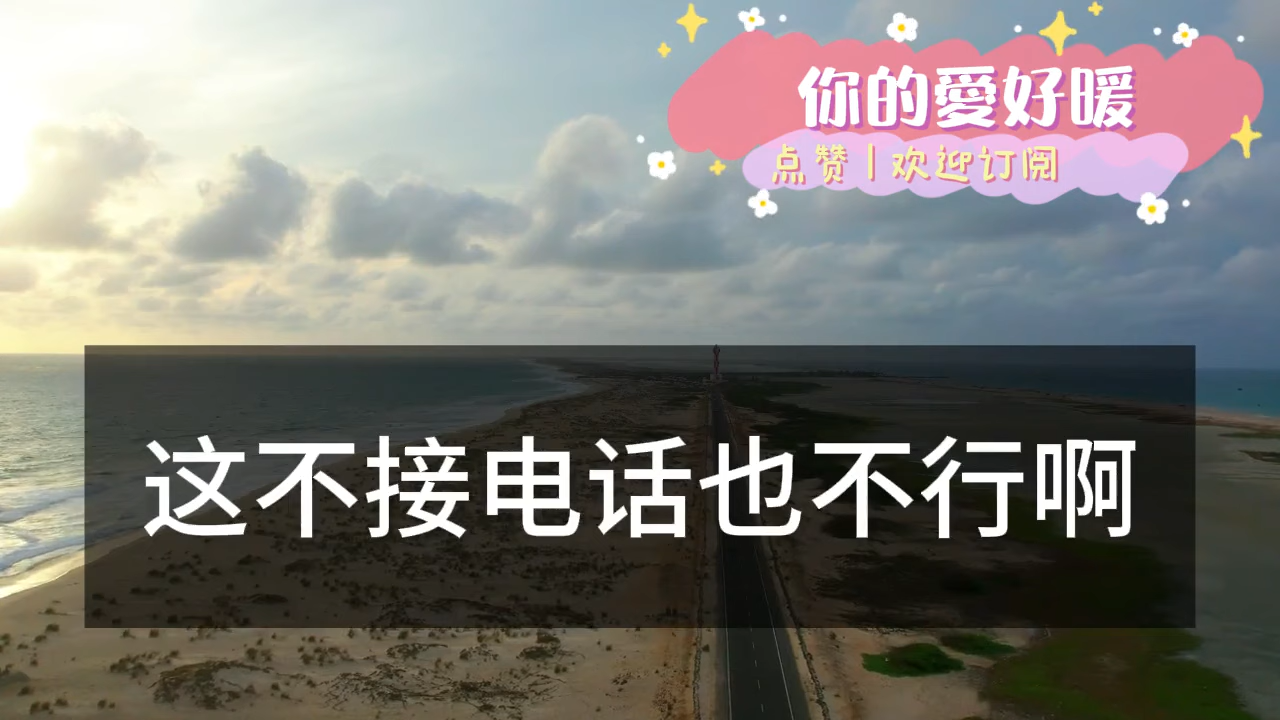 你的愛好暖
点赞 | 欢迎订阅
这不接电话也不行啊